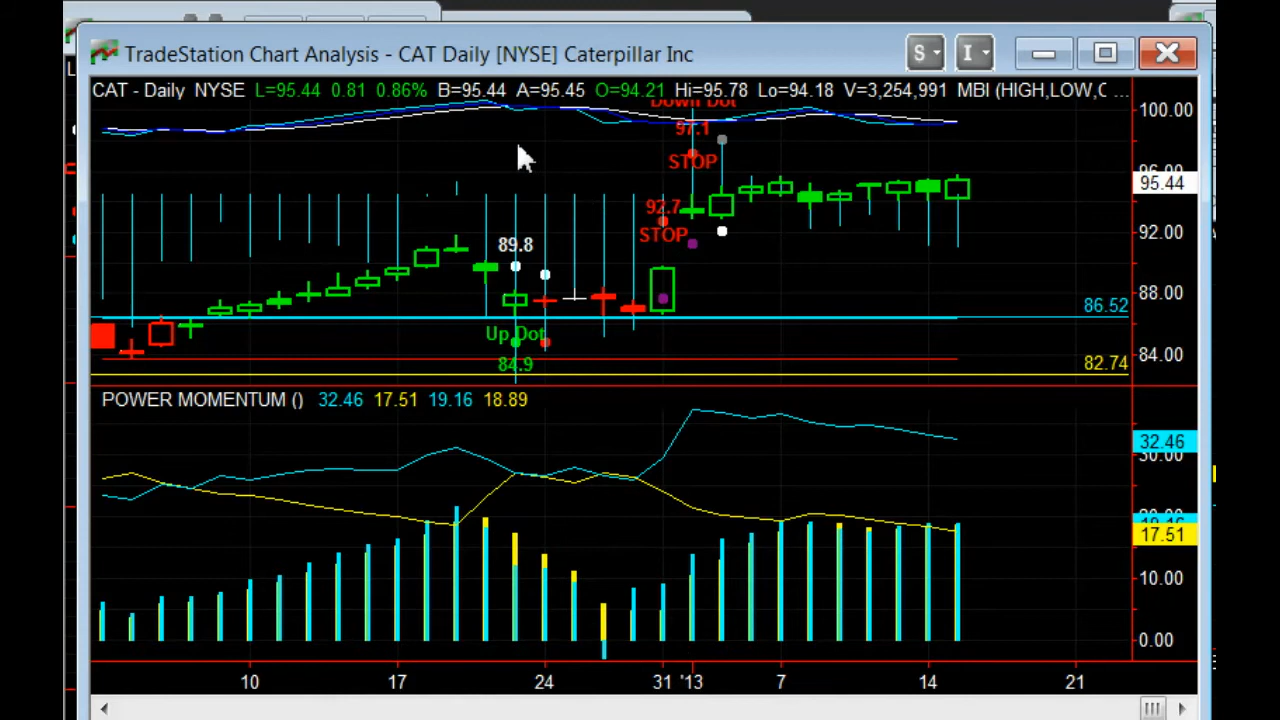 TradeStation Chart Analysis - CAT Daily [NYSE] Caterpillar Inc
S I
CAT - Daily NYSE L=95.44 0.81 0.86% B=95.44 A=95.45 O=94.21 Hi=95.78 Lo=94.18 V=3,254,991 MBI (HIGH,LOW,C ...
Down Dot
100.00
97.1
STOP
96.00
95.44
92.7
STOP
92.00
89.8
88.00
86.52
Up Dot
84.9
84.00
82.74
POWER MOMENTUM () 32.46 17.51 19.16 18.89
32.46
30.00
17.51
10.00
0.00
10 17 24 31 '13 7 14 21